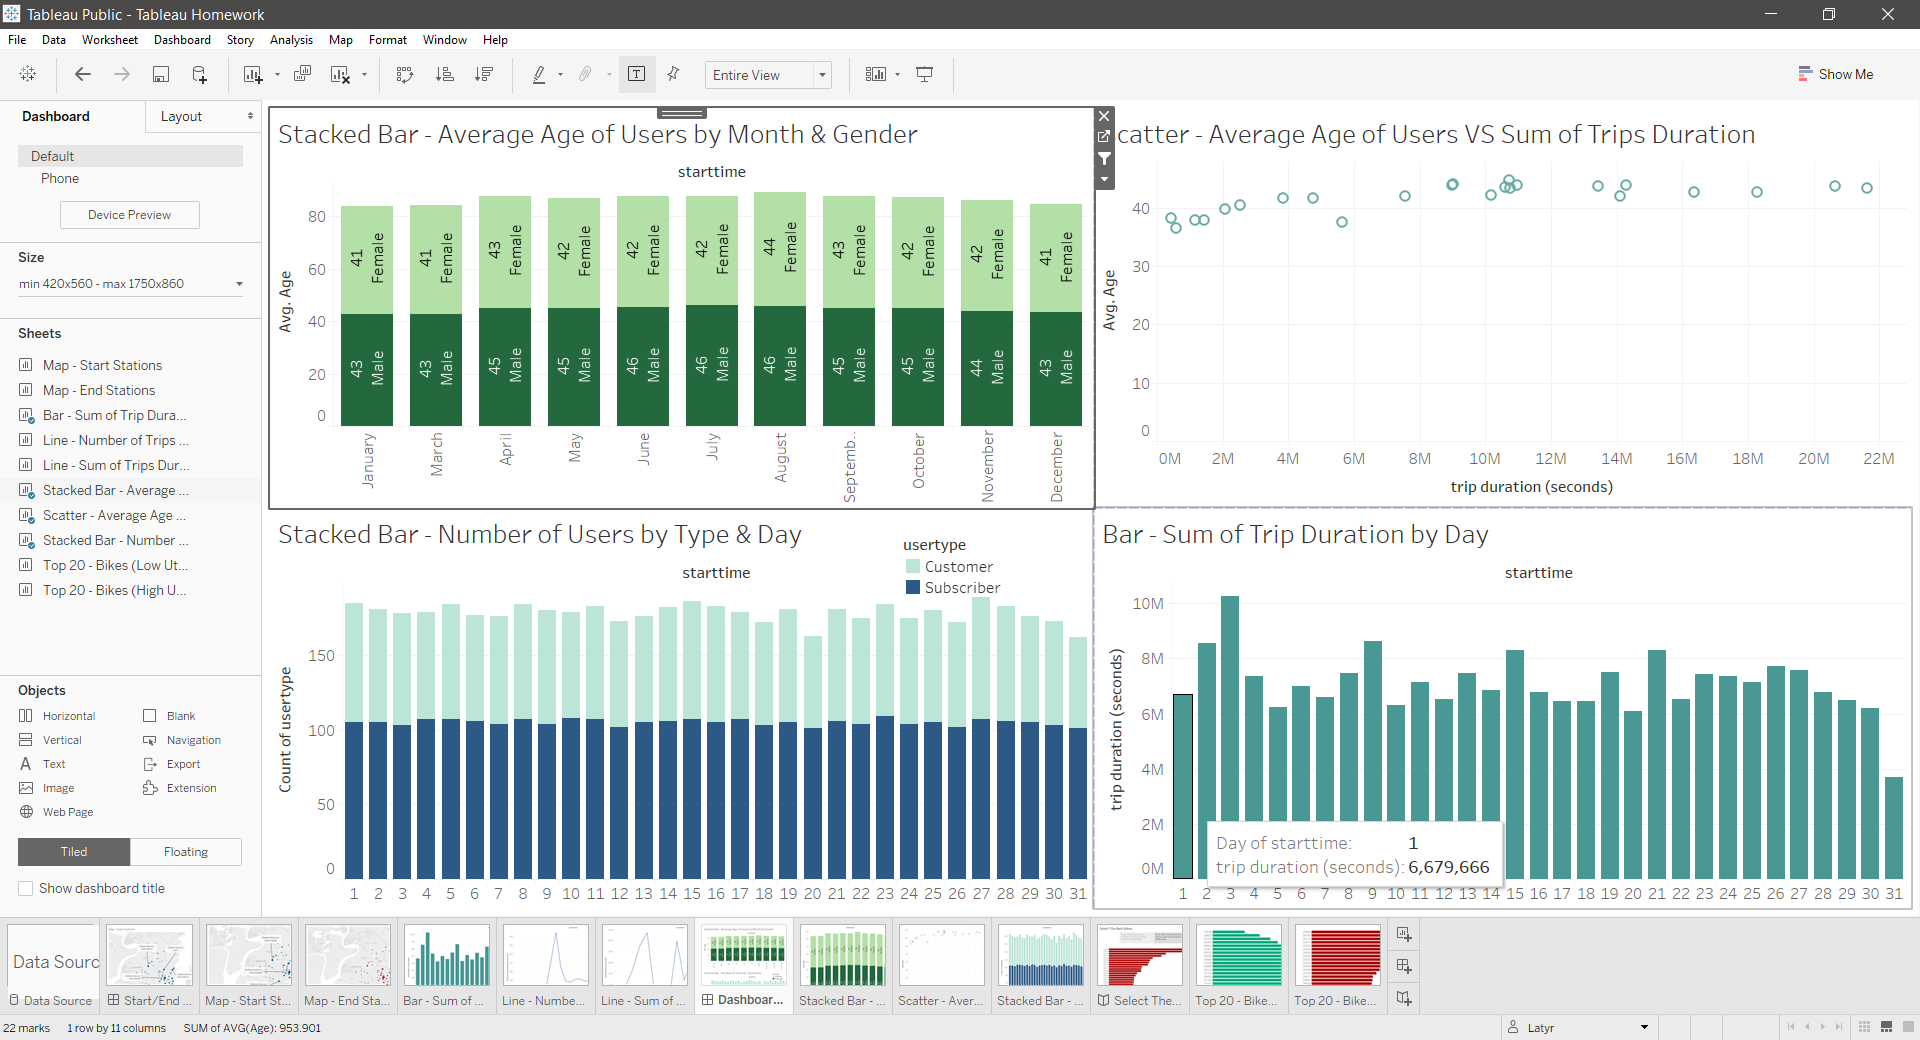 Tableau Public - Tableau Homework
File Data Worksheet Dashboard Story Analysis Map Format Window Help
Entire View
Show Me
Dashboard Layout
Default
Phone
Device Preview
Size
min 420x560 - max 1750x860
Sheets
Map - Start Stations
Map - End Stations
Bar - Sum of Trip Dura...
Line - Number of Trips ...
Line - Sum of Trips Dur...
Stacked Bar - Average ...
Scatter - Average Age ...
Stacked Bar - Number ...
Top 20 - Bikes (Low Ut...
Top 20 - Bikes (High U...
Objects
Horizontal Blank
Vertical Navigation
Text Export
Image Extension
Web Page
Tiled Floating
Show dashboard title
Stacked Bar - Average Age of Users by Month & Gender
starttime
Avg. Age
80
60
40
20
0
41 Female
41 Female
43 Female
42 Female
42 Female
42 Female
44 Female
43 Female
42 Female
42 Female
41 Female
43 Male
43 Male
45 Male
45 Male
46 Male
46 Male
46 Male
45 Male
45 Male
44 Male
43 Male
January March April May June July August Septemb.. October November December
catter - Average Age of Users VS Sum of Trips Duration
Avg. Age
40
30
20
10
0
0M 2M 4M 6M 8M 10M 12M 14M 16M 18M 20M 22M
trip duration (seconds)
Stacked Bar - Number of Users by Type & Day
usertype
Customer
Subscriber
starttime
Count of usertype
150
100
50
0
1 2 3 4 5 6 7 8 9 10 11 12 13 14 15 16 17 18 19 20 21 22 23 24 25 26 27 28 29 30 31
Bar - Sum of Trip Duration by Day
starttime
trip duration (seconds)
10M
8M
6M
4M
2M
0M
Day of starttime: 1
trip duration (seconds): 6,679,666
1 2 3 4 5 6 7 8 9 10 11 12 13 14 15 16 17 18 19 20 21 22 23 24 25 26 27 28 29 30 31
Data Sourc
Data Source Start/End ... Map - Start St... Map - End Sta... Bar - Sum of ... Line - Numbe... Line - Sum of ... Dashboar... Stacked Bar - ... Scatter - Aver... Stacked Bar - ... Select The... Top 20 - Bike... Top 20 - Bike...
22 marks 1 row by 11 columns SUM of AVG(Age): 953.901
Latyr